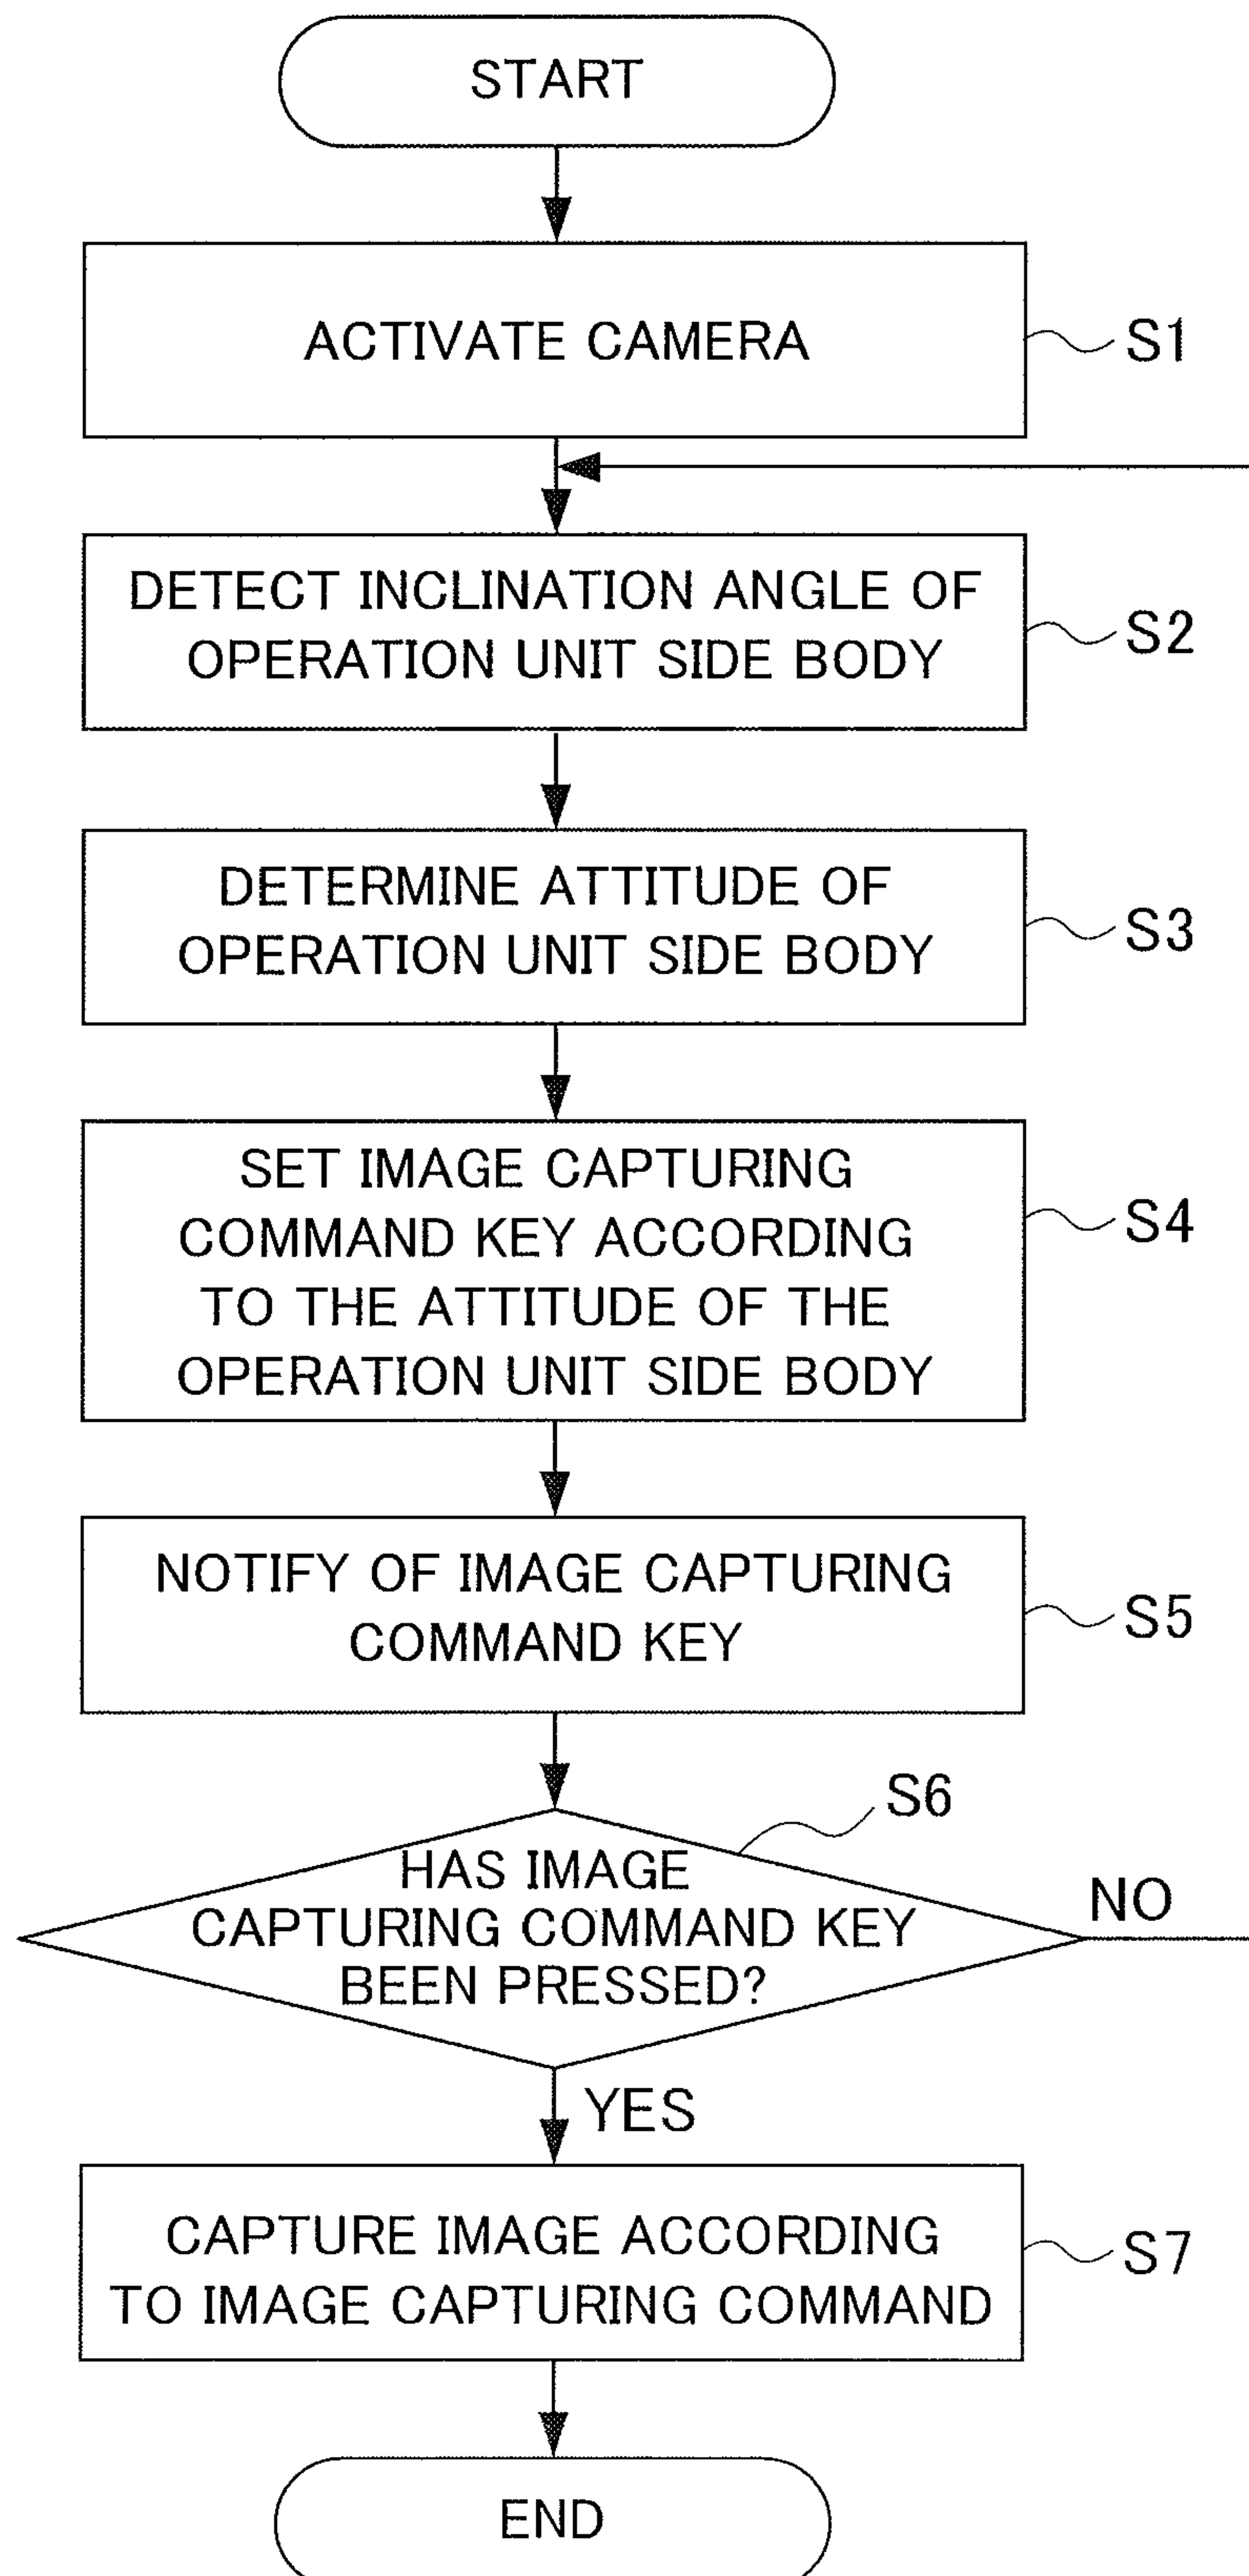 START
ACTIVATE CAMERA
S1
DETECT INCLINATION ANGLE OF
OPERATION UNIT SIDE BODY
S2
DETERMINE ATTITUDE OF
OPERATION UNIT SIDE BODY
S3
SET IMAGE CAPTURING
COMMAND KEY ACCORDING
TO THE ATTITUDE OF THE
OPERATION UNIT SIDE BODY
S4
NOTIFY OF IMAGE CAPTURING
COMMAND KEY
S5
S6
HAS IMAGE
CAPTURING COMMAND KEY
BEEN PRESSED?
NO
YES
CAPTURE IMAGE ACCORDING
TO IMAGE CAPTURING COMMAND
S7
END